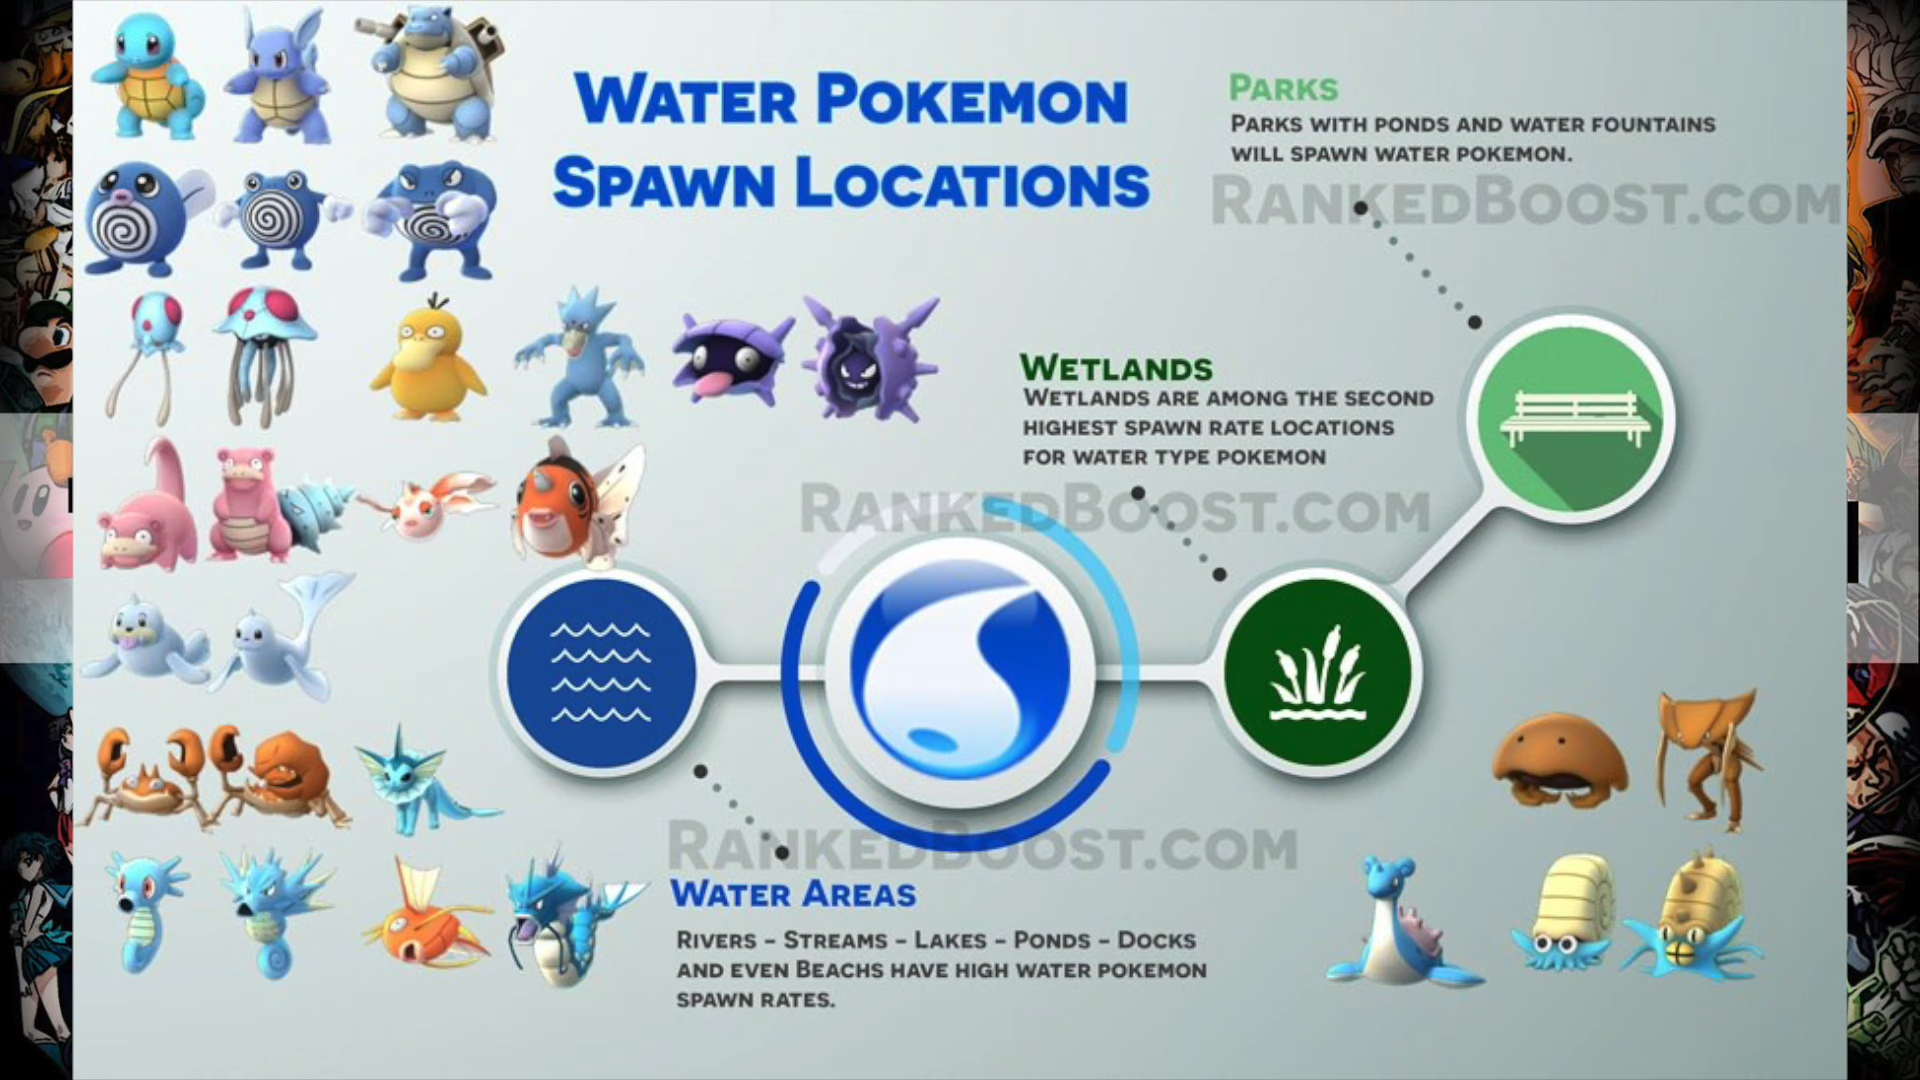 WATER POKEMON
SPAWN LOCATIONS
PARKS
PARKS WITH PONDS AND WATER FOUNTAINS
WILL SPAWN WATER POKEMON.
RANKEDBOOST.COM
WETLANDS
WETLANDS ARE AMONG THE SECOND
HIGHEST SPAWN RATE LOCATIONS
FOR WATER TYPE POKEMON
RANKEDBOOST.COM
RANKEDBOOST.COM
WATER AREAS
RIVERS - STREAMS - LAKES - PONDS - DOCKS
AND EVEN BEACHS HAVE HIGH WATER POKEMON
SPAWN RATES.